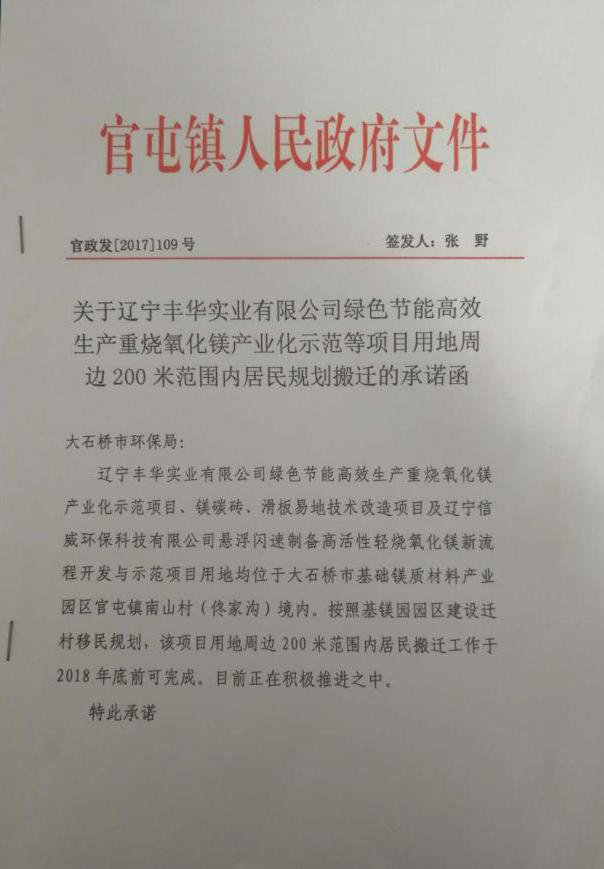 官屯镇人民政府文件
官政发[2017]109号 签发人：张 野
关于辽宁丰华实业有限公司绿色节能高效
生产重烧氧化镁产业化示范等项目用地周
边200米范围内居民规划搬迁的承诺函
大石桥市环保局：
辽宁丰华实业有限公司绿色节能高效生产重烧氧化镁
产业化示范项目、镁碳砖、滑板易地技术改造项目及辽宁信
威环保科技有限公司悬浮闪速制备高活性轻烧氧化镁新流
程开发与示范项目用地均位于大石桥市基础镁质材料产业
园区官屯镇南山村（佟家沟）境内。按照基镁园园区建设迁
村移民规划，该项目用地周边200米范围内居民搬迁工作于
2018年底前可完成。目前正在积极推进之中。
特此承诺